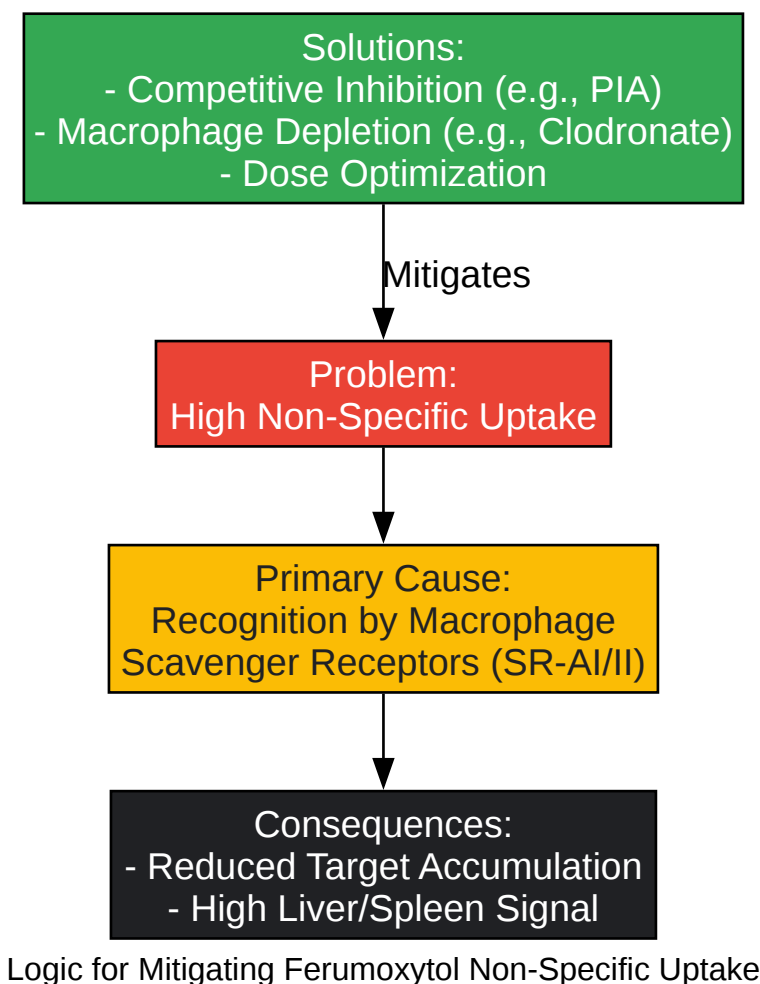 Solutions:
- Competitive Inhibition (e.g., PIA)
- Macrophage Depletion (e.g., Clodronate)
- Dose Optimization
Mitigates
Problem:
High Non-Specific Uptake
Primary Cause:
Recognition by Macrophage
Scavenger Receptors (SR-AI/II)
Consequences:
- Reduced Target Accumulation
- High Liver/Spleen Signal
Logic for Mitigating Ferumoxytol Non-Specific Uptake